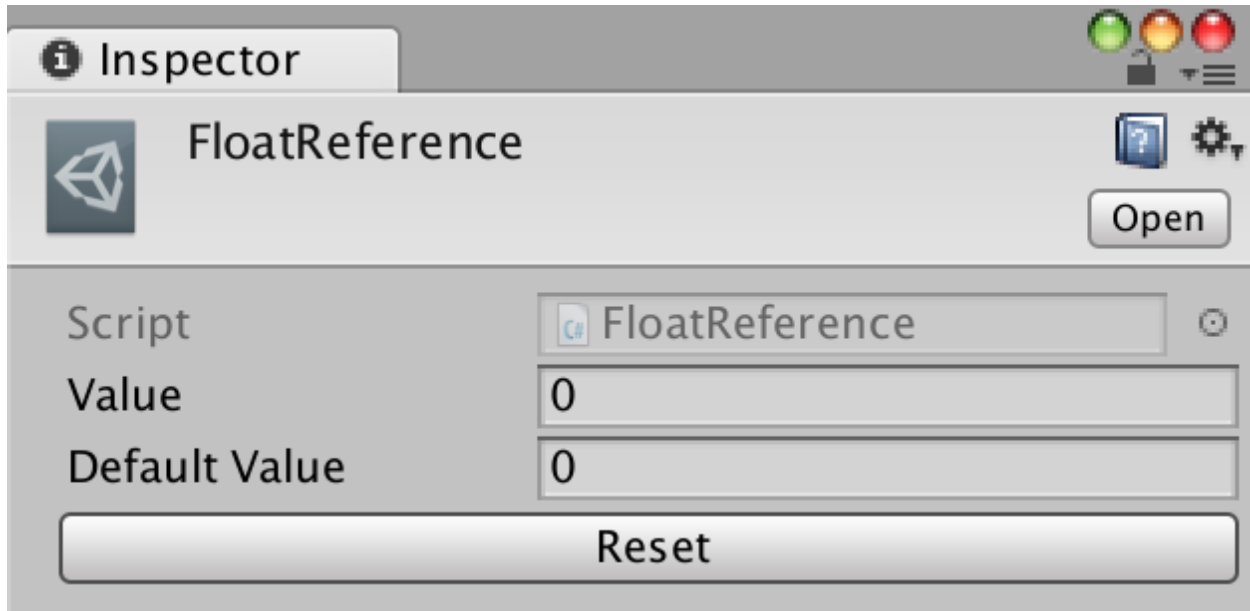 Inspector
FloatReference
Open
Script FloatReference
Value 0
Default Value 0
Reset